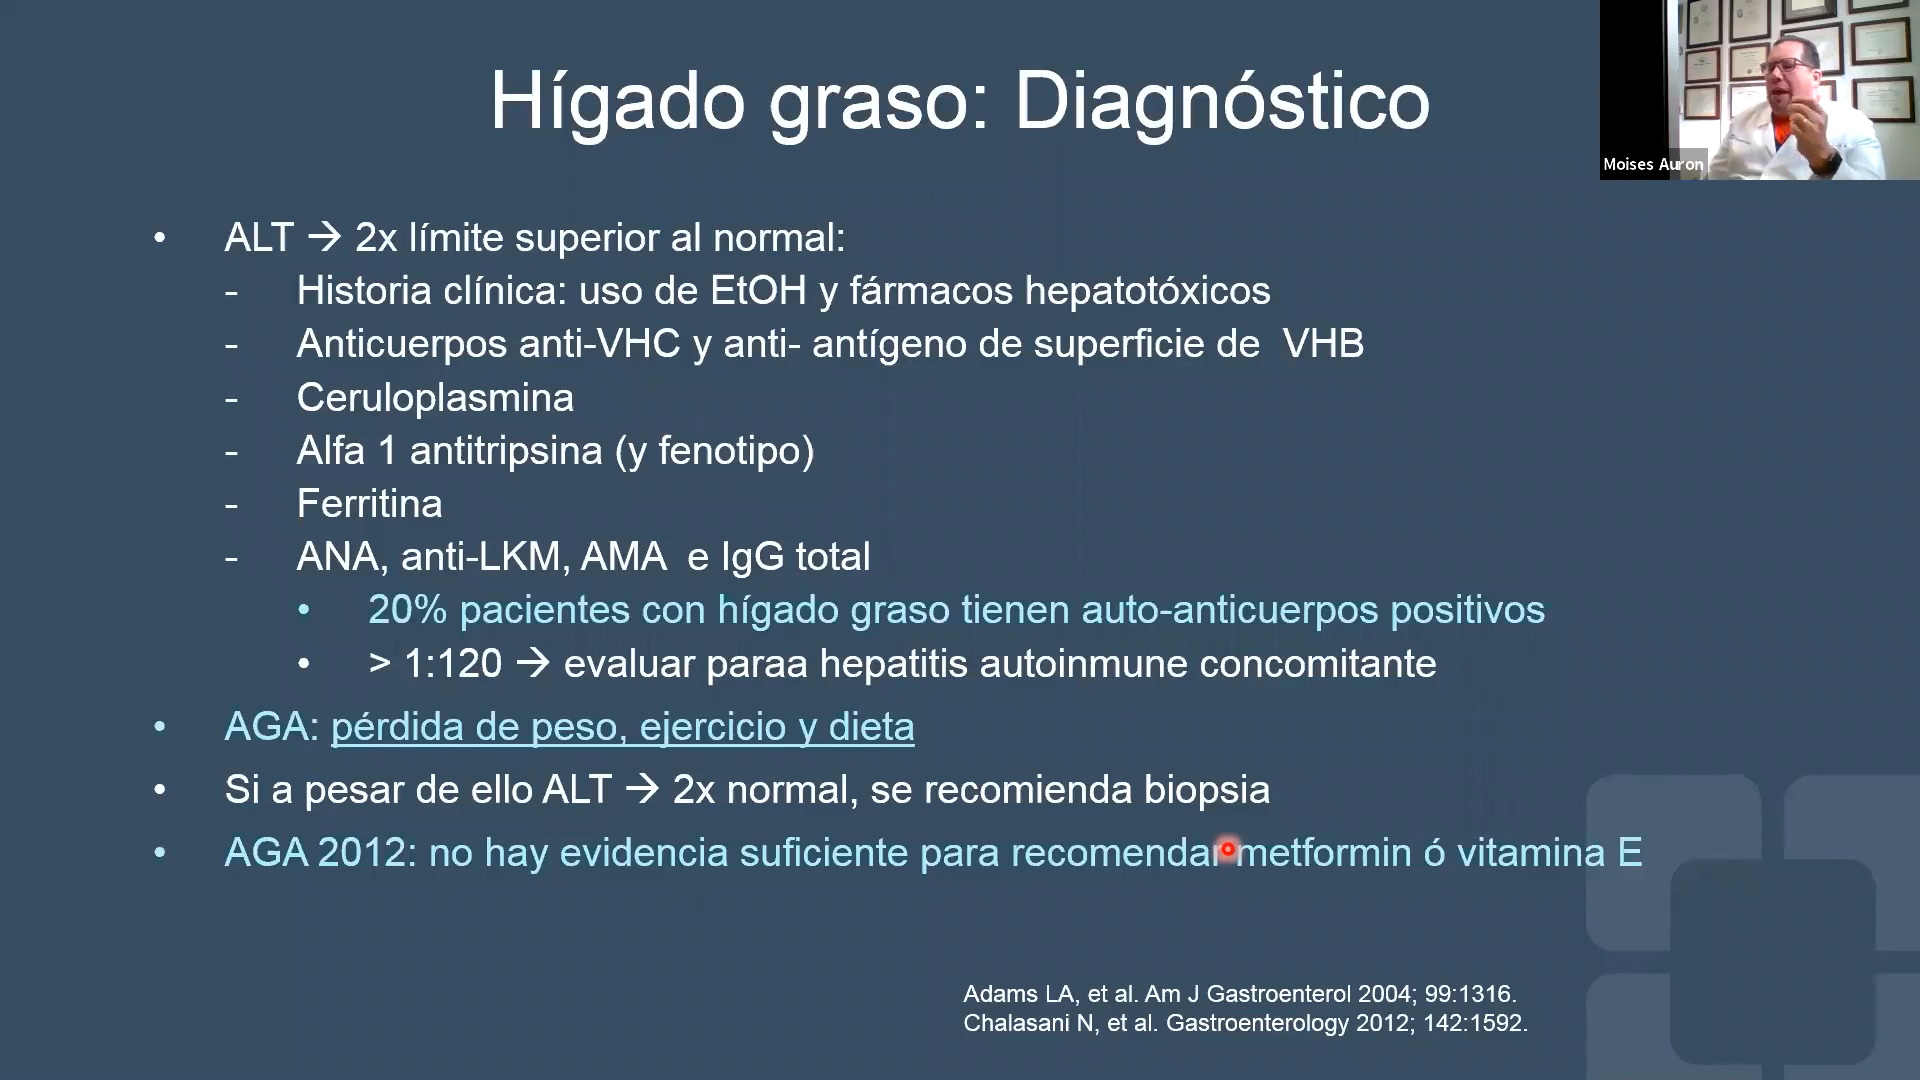 Hígado graso: Diagnóstico
Moises Auron
• ALT → 2x límite superior al normal:
- Historia clínica: uso de EtOH y fármacos hepatotóxicos
- Anticuerpos anti-VHC y anti- antígeno de superficie de VHB
- Ceruloplasmina
- Alfa 1 antitripsina (y fenotipo)
- Ferritina
- ANA, anti-LKM, AMA e IgG total
• 20% pacientes con hígado graso tienen auto-anticuerpos positivos
• > 1:120 → evaluar paraa hepatitis autoinmune concomitante
• AGA: pérdida de peso, ejercicio y dieta
• Si a pesar de ello ALT → 2x normal, se recomienda biopsia
• AGA 2012: no hay evidencia suficiente para recomendar metformin ó vitamina E
Adams LA, et al. Am J Gastroenterol 2004; 99:1316.
Chalasani N, et al. Gastroenterology 2012; 142:1592.